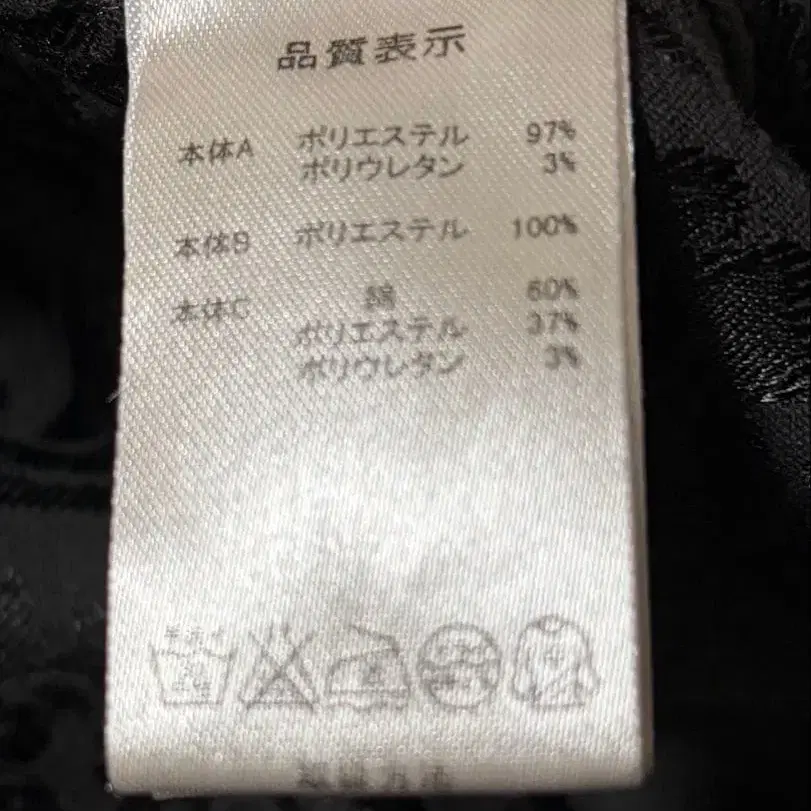 品質表示
本体A ポリエステル 97%
ポリウレタン 3%
本体B ポリエステル 100%
本体C 綿 60%
ポリエステル 37%
ポリウレタン 3%